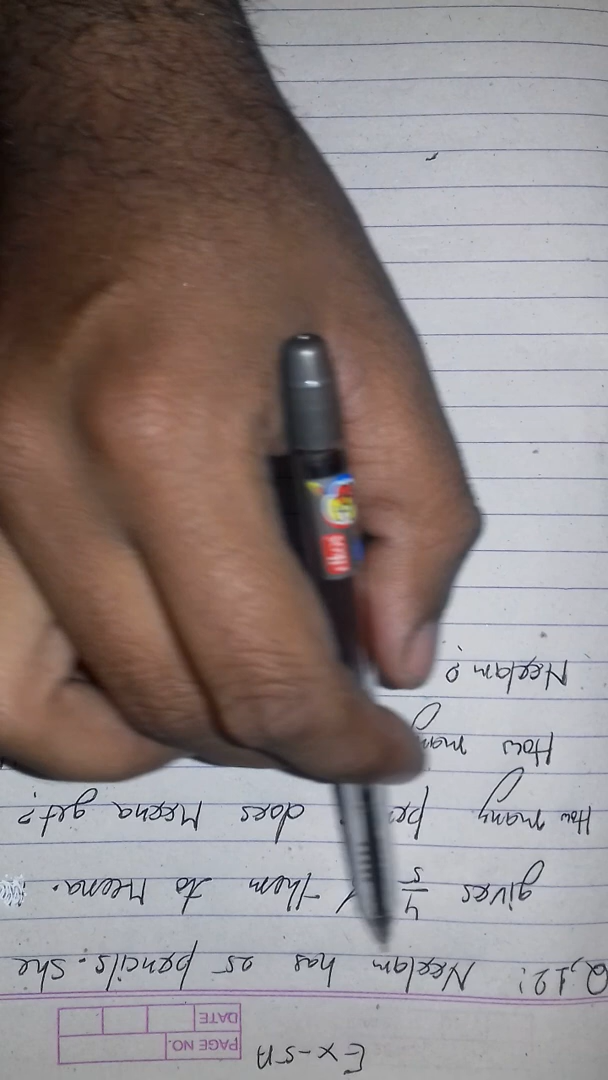 Ex-5A
PAGE NO.
DATE
Q.12: Neelam has 25 pencils. She
gives 4/5 them to Meena.
How many does Meena get?
How many
Neelam?